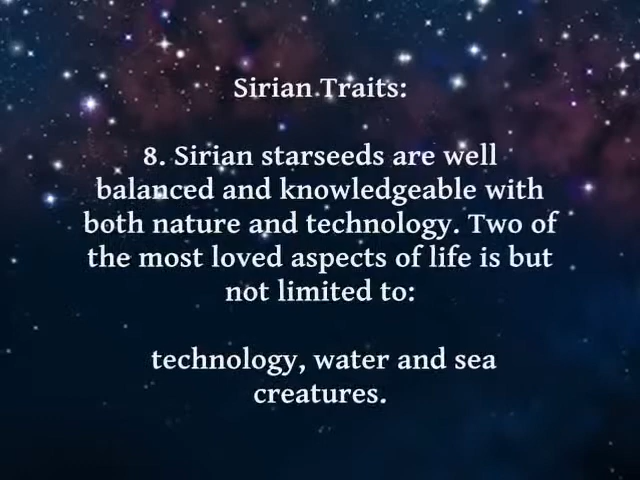 Sirian Traits:
8. Sirian starseeds are well
balanced and knowledgeable with
both nature and technology. Two of
the most loved aspects of life is but
not limited to:
technology, water and sea
creatures.